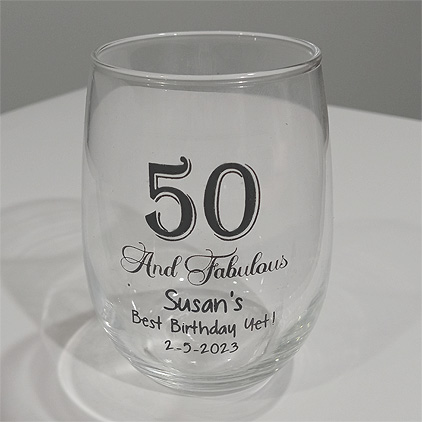 50
And Fabulous
Susan's
Best Birthday Yet!
2-5-2023